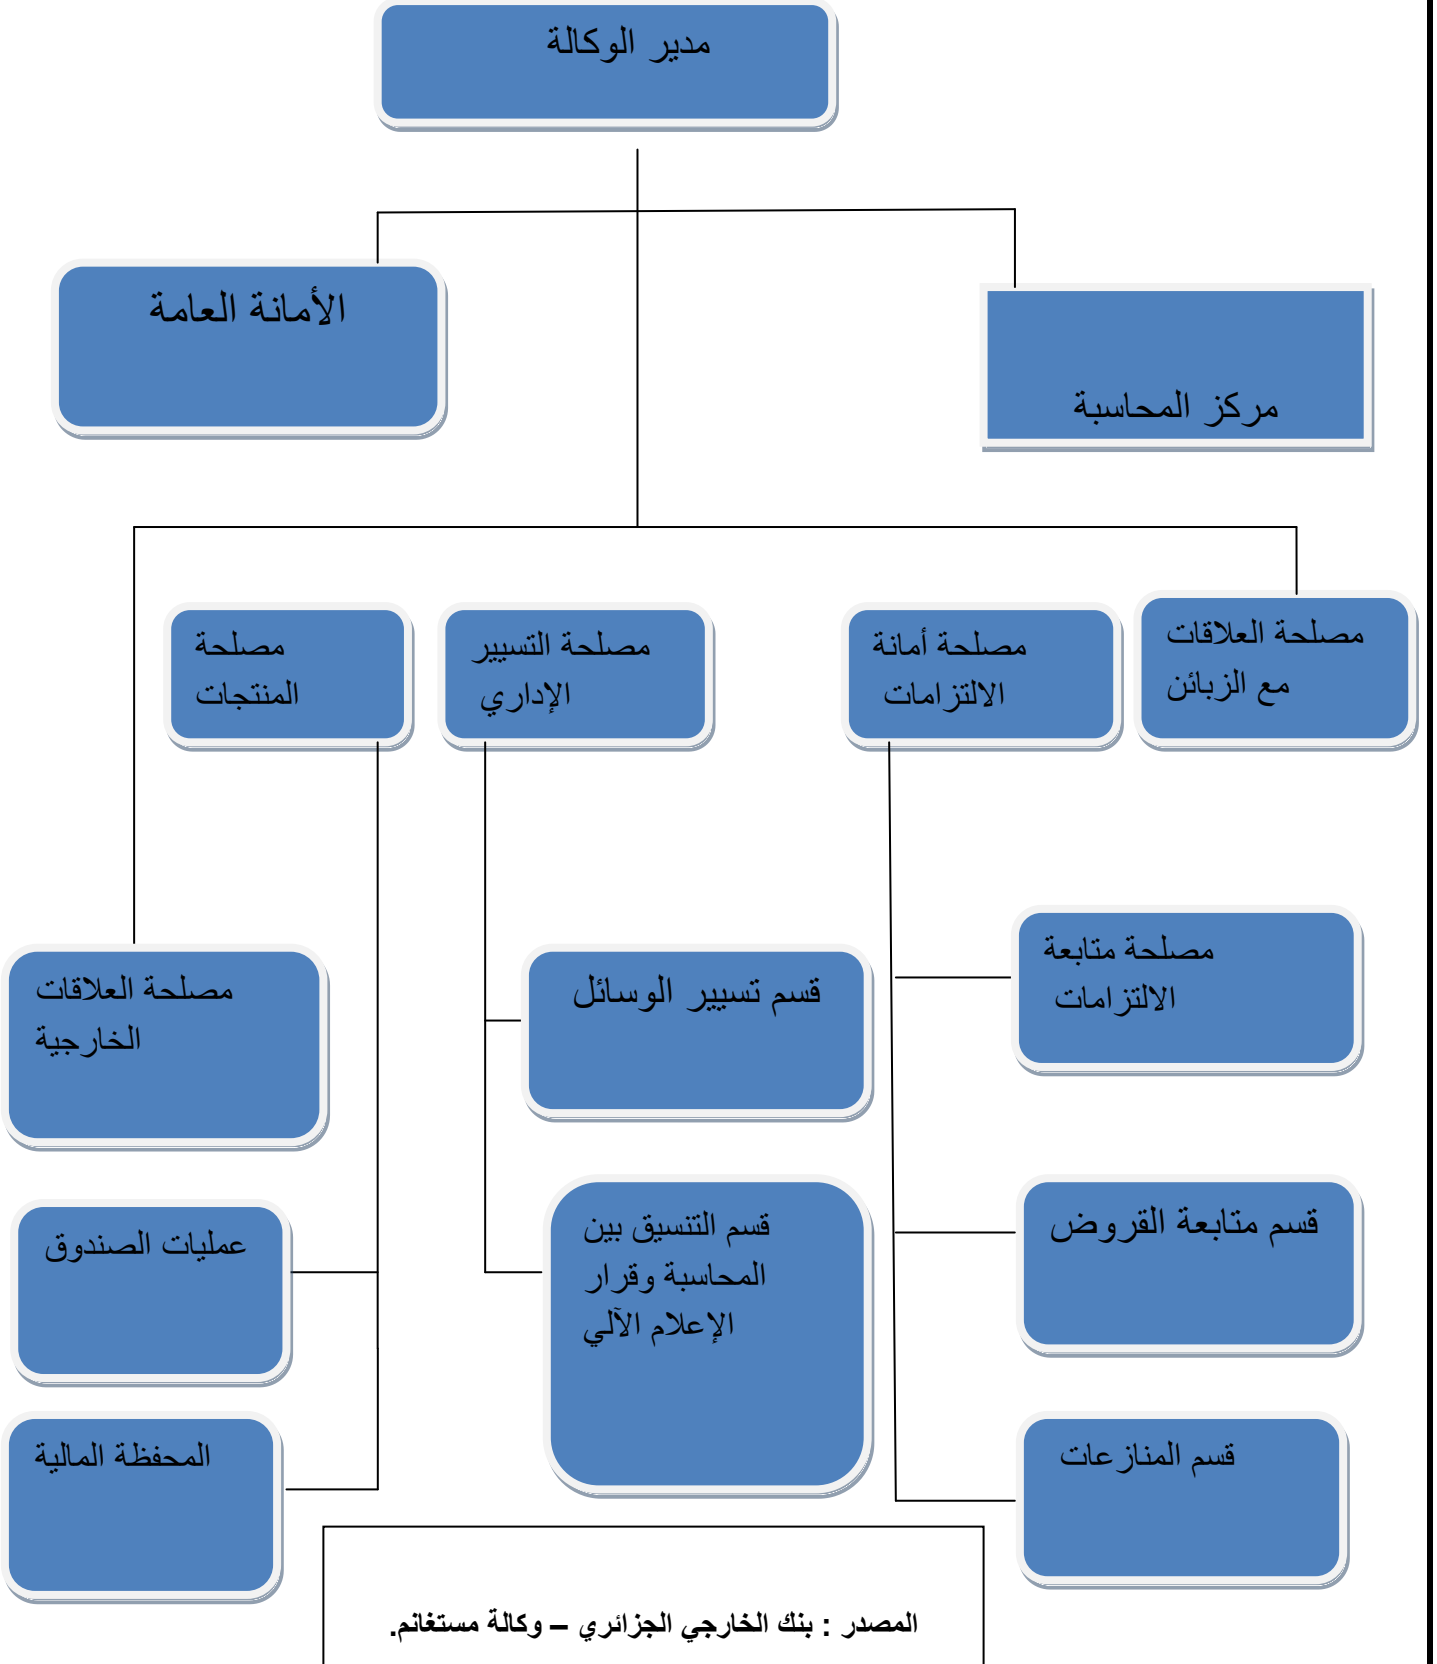 مدير الوكالة
الأمانة العامة
مركز المحاسبة
مصلحة العلاقات
مع الزبائن
مصلحة أمانة
الالتزامات
مصلحة التسيير
الإداري
مصلحة
المنتجات
مصلحة متابعة
الالتزامات
قسم تسيير الوسائل
مصلحة العلاقات
الخارجية
قسم متابعة القروض
قسم التنسيق بين
المحاسبة وقرار
الإعلام الآلي
عمليات الصندوق
قسم المنازعات
المحفظة المالية
المصدر : بنك الخارجي الجزائري – وكالة مستغانم.